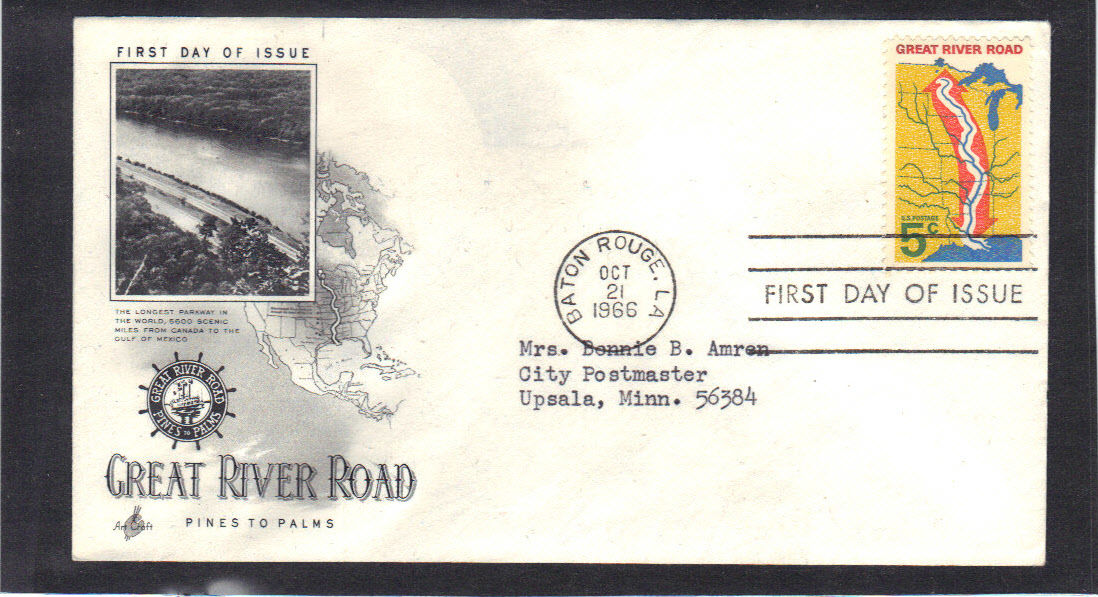 FIRST DAY OF ISSUE
THE LONGEST PARKWAY IN
THE WORLD, 5600 SCENIC
MILES FROM CANADA TO THE
GULF OF MEXICO
GREAT RIVER ROAD
PINES TO PALMS
GREAT RIVER ROAD
Art Craft
PINES TO PALMS
GREAT RIVER ROAD
U.S. POSTAGE
5c
BATON ROUGE, LA
OCT
21
1966
FIRST DAY OF ISSUE
Mrs. Bonnie B. Amren
City Postmaster
Upsala, Minn. 56384